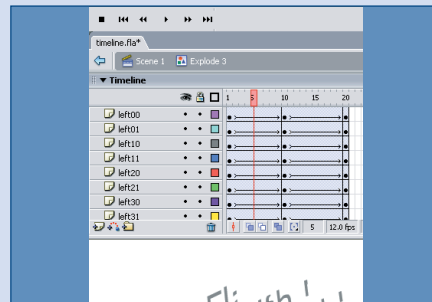 timeline.fla*
Scene 1 Explode 3
Timeline
1 5 10 15 20
left00
left01
left10
left11
left20
left21
left30
left31
5 12.0 fps